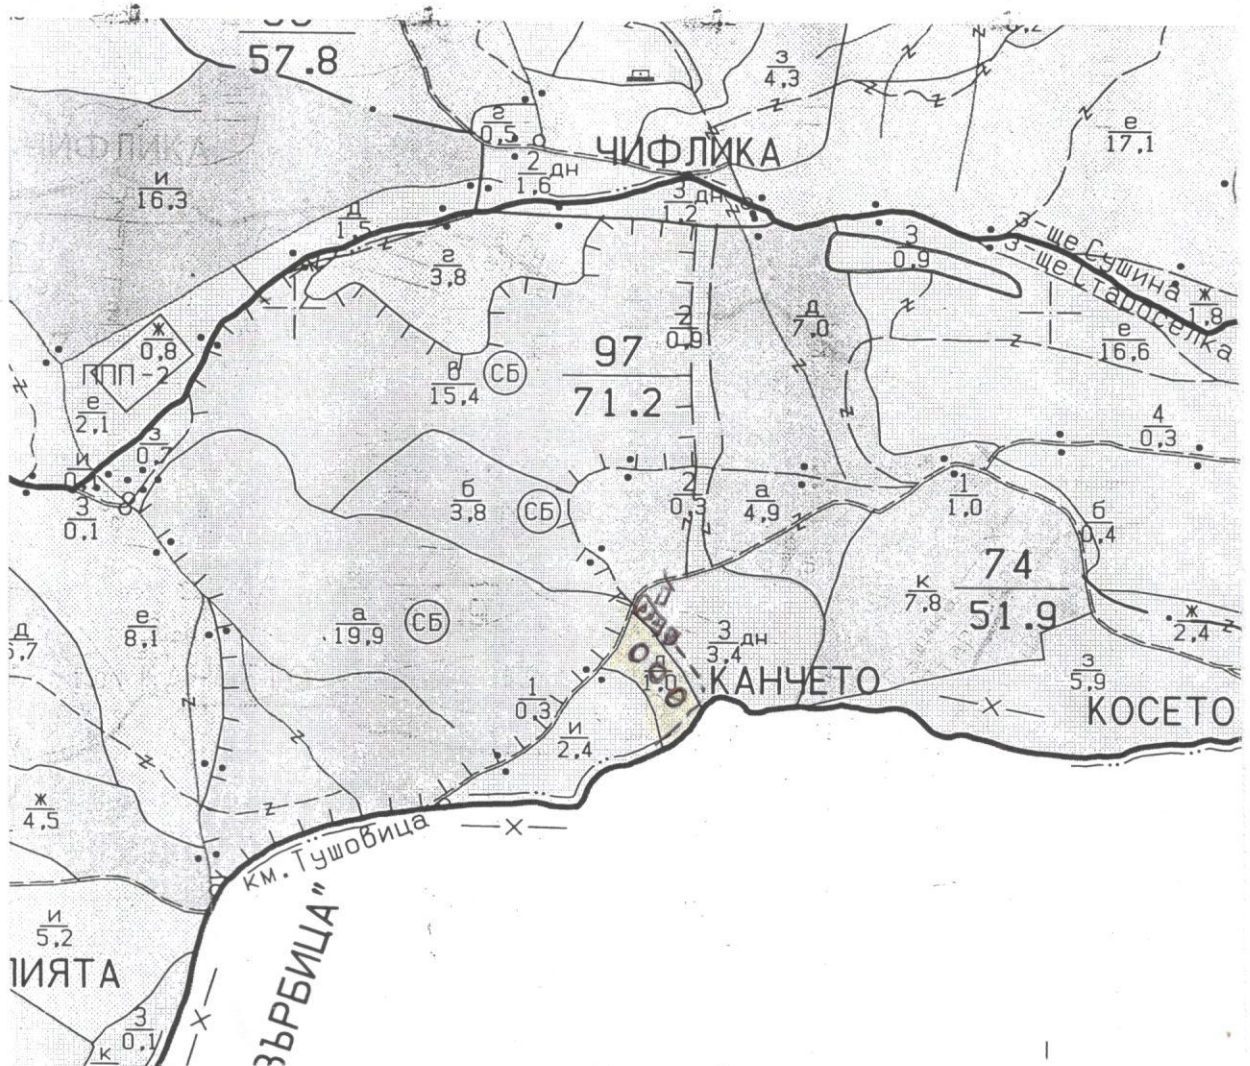 57.8
з
4,3
г
0,5
ЧИФЛИКА
е
17,1
ЧИФЛИКА
2 дн
1,6
и
16,3
3 дн
1,2
д
1,5
з-ще Сушина
з-ще Староселка
3
0,9
г
3,8
ж
1,8
д
7,0
ж
0,8
2
0,9
97
71.2
е
16,6
ППП-2
в
15,4
СБ
е
2,1
4
0,3
з
0,7
и
3
0,1
б
3,8
СБ
2
0,3
а
4,9
1
1,0
б
0,4
74
51.9
к
7,8
а
19,9
СБ
е
8,1
д
ж
2,4
3 дн
3,4
КАНЧЕТО
з
5,9
КОСЕТО
1
0,3
и
2,4
ж
4,5
км. Тушовица
и
5,2
ЛИЯТА
ВЪРБИЦА"
3
0,1
к